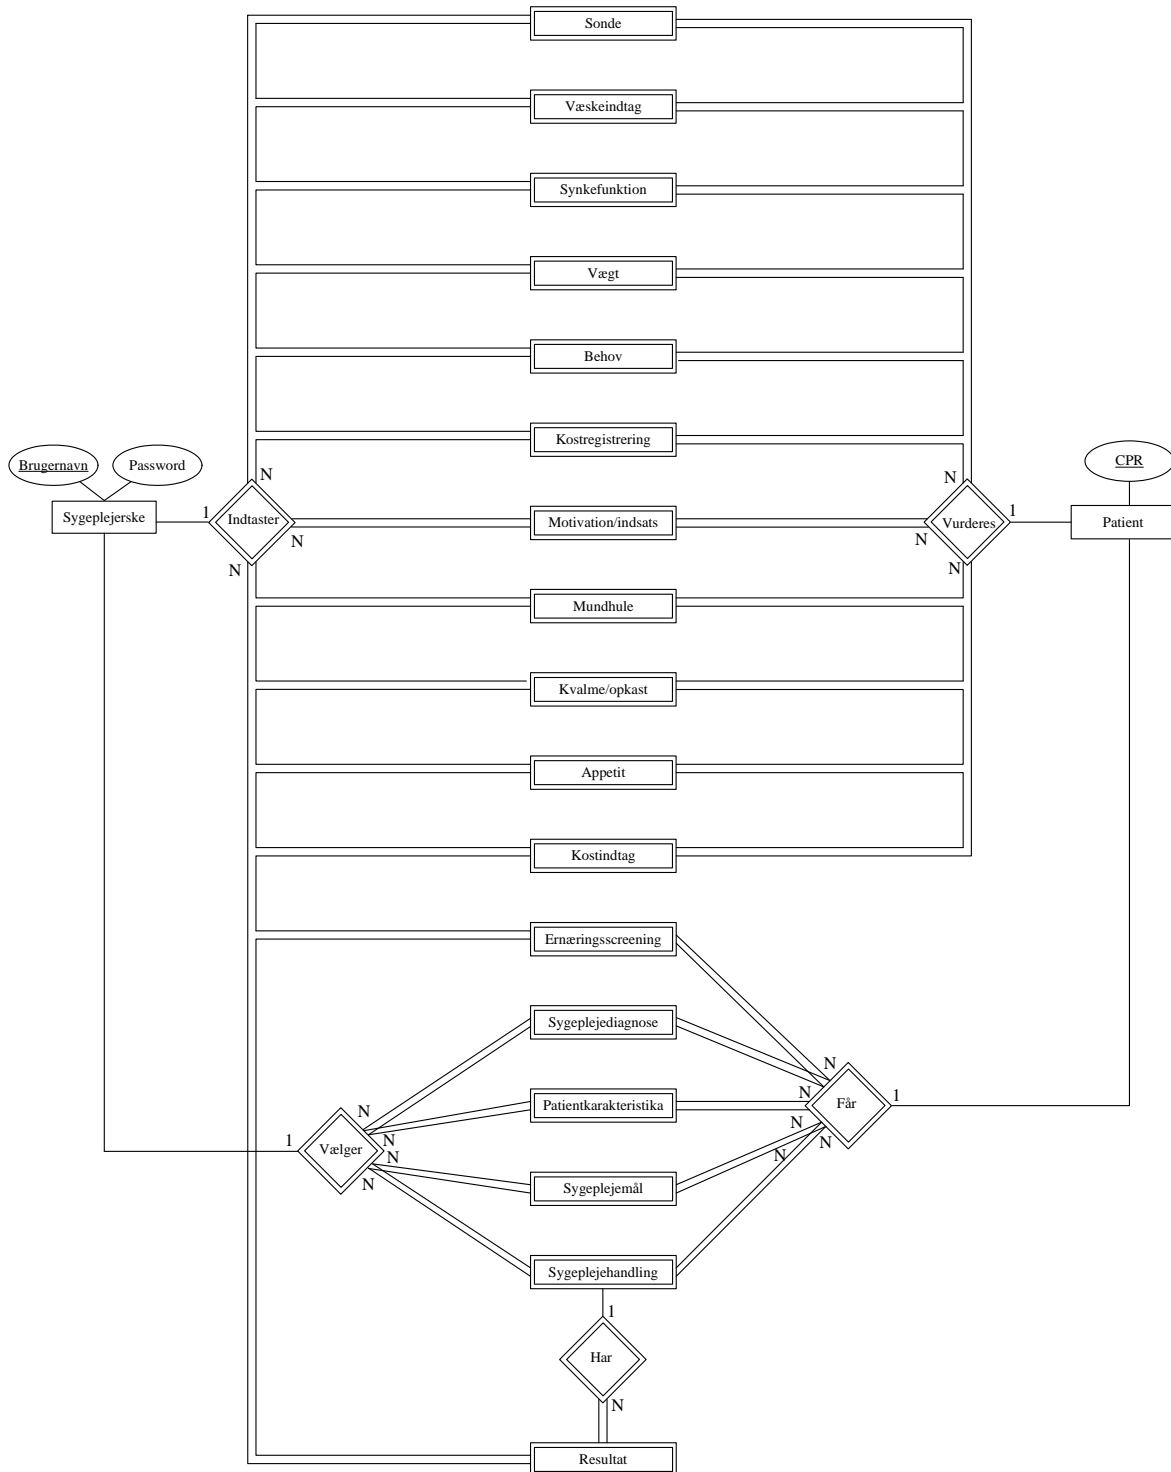 Sonde
Væskeindtag
Synkefunktion
Vægt
Behov
Kostregistrering
Brugernavn
Password
CPR
N
N
Sygeplejerske
1
Indtaster
Motivation/indsats
Vurderes
1
Patient
N
N
N
N
Mundhule
Kvalme/opkast
Appetit
Kostindtag
Ernæringsscreening
Sygeplejediagnose
N
N
Patientkarakteristika
N
Får
1
N
N
N
N
1
Vælger
N
N
N
Sygeplejemål
Sygeplejehandling
1
Har
N
Resultat